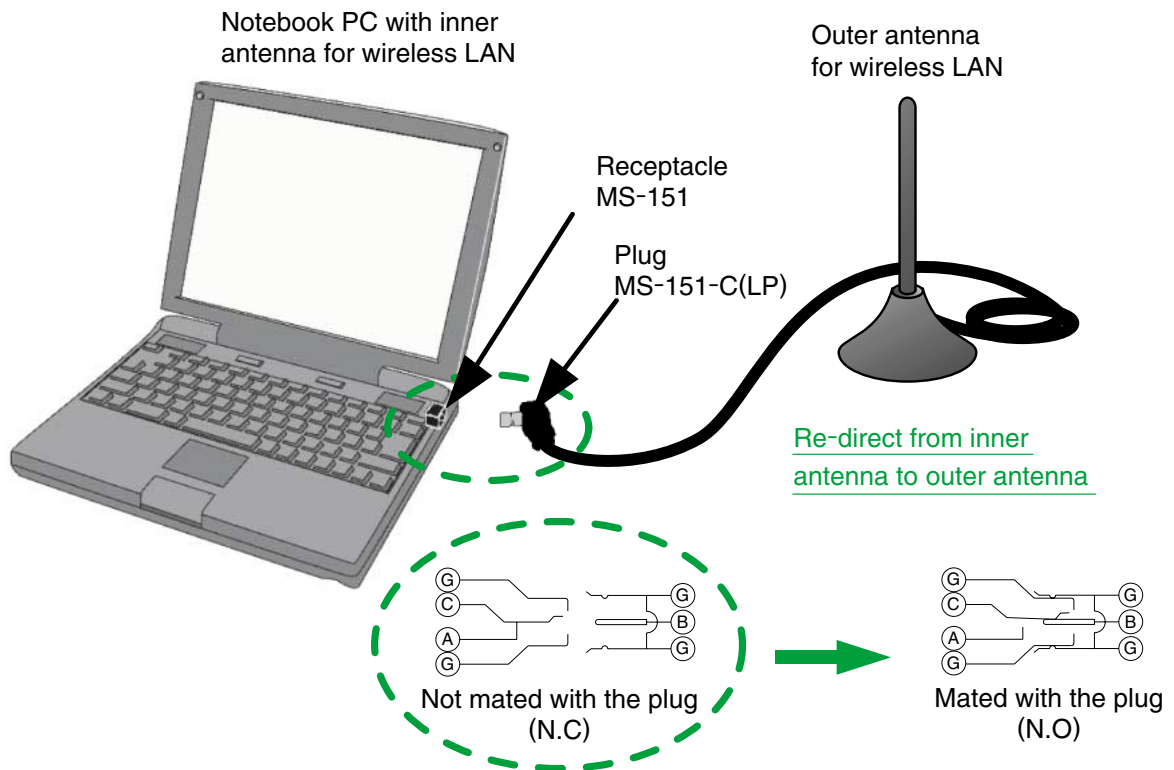 Notebook PC with inner
antenna for wireless LAN
Outer antenna
for wireless LAN
Receptacle
MS-151
Plug
MS-151-C(LP)
Re-direct from inner
antenna to outer antenna
G
C
A
G
G
B
G
Not mated with the plug
(N.C)
G
C
A
G
G
B
G
Mated with the plug
(N.O)